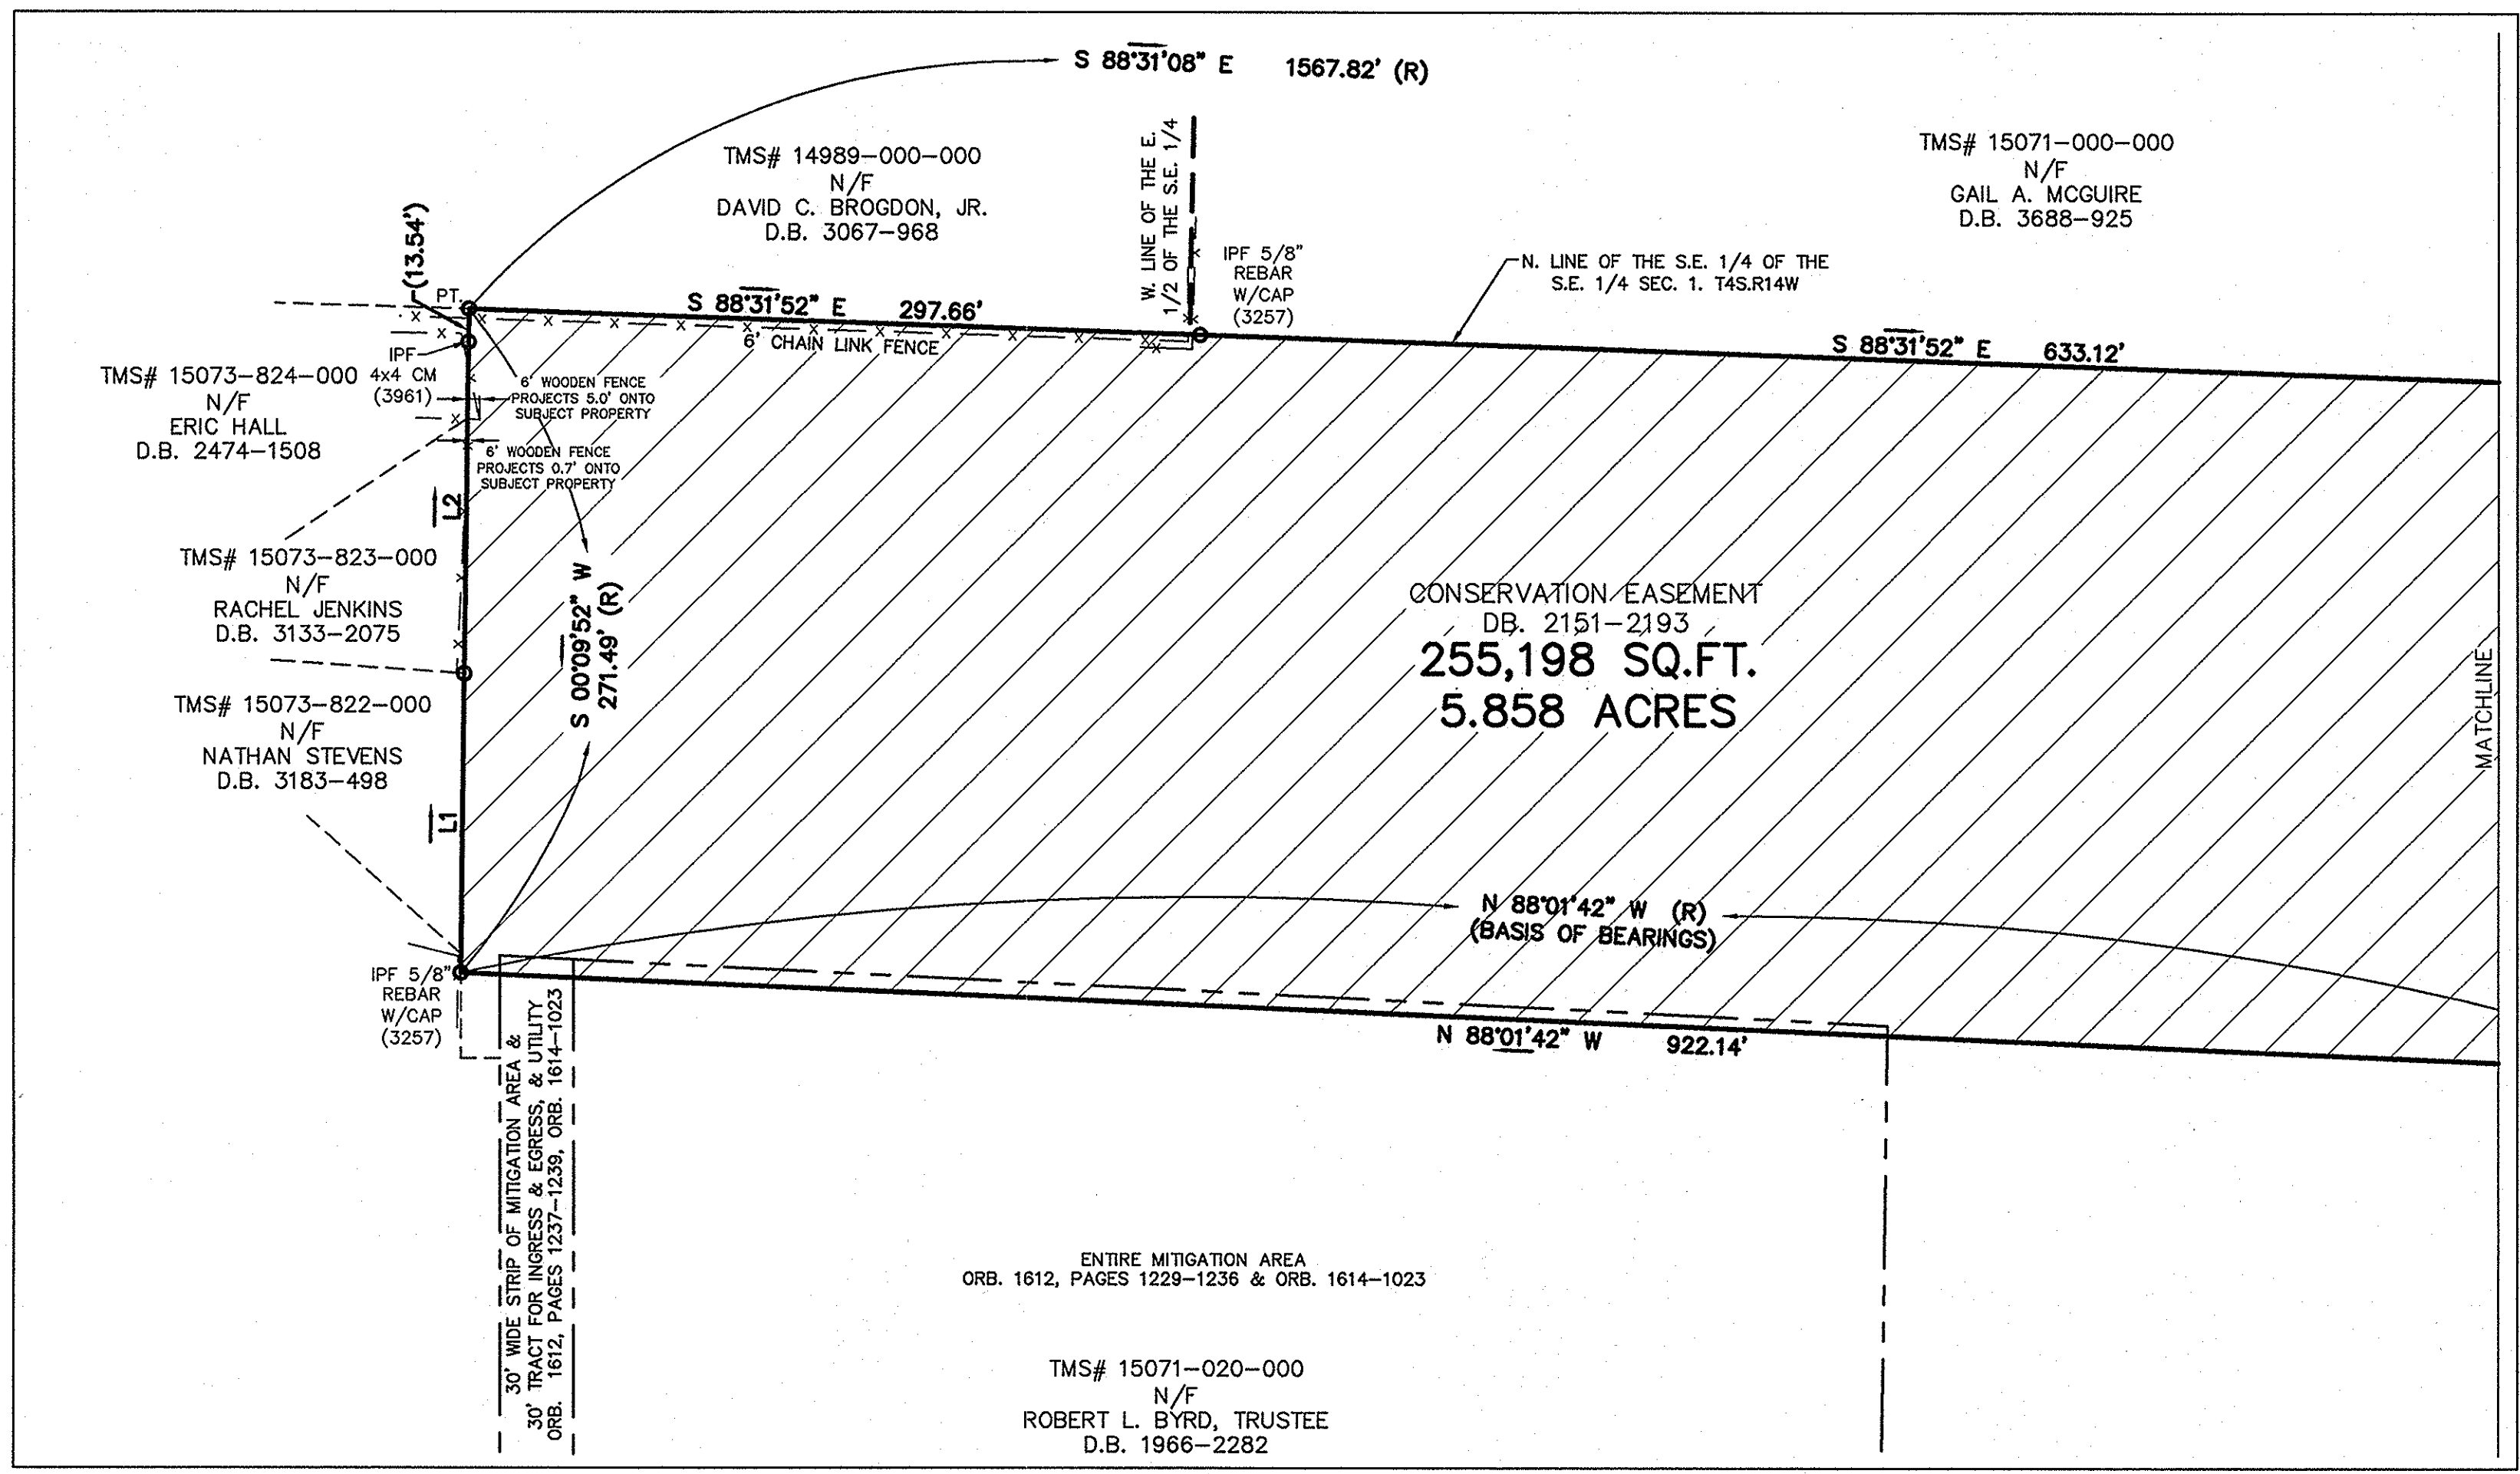 S 88°31'08" E 1567.82' (R)
TMS# 14989-000-000
N/F
DAVID C. BROGDON, JR.
D.B. 3067-968
W. LINE OF THE E.
1/2 OF THE S.E. 1/4
TMS# 15071-000-000
N/F
GAIL A. MCGUIRE
D.B. 3688-925
(13.54')
PT.
S 88°31'52" E 297.66'
6' CHAIN LINK FENCE
IPF 5/8"
REBAR
W/CAP
(3257)
N. LINE OF THE S.E. 1/4 OF THE
S.E. 1/4 SEC. 1. T4S.R14W
S 88°31'52" E 633.12'
IPF
4x4 CM
(3961)
TMS# 15073-824-000
N/F
ERIC HALL
D.B. 2474-1508
6' WOODEN FENCE
PROJECTS 5.0' ONTO
SUBJECT PROPERTY
6' WOODEN FENCE
PROJECTS 0.7' ONTO
SUBJECT PROPERTY
L2
TMS# 15073-823-000
N/F
RACHEL JENKINS
D.B. 3133-2075
S 00°09'52" W
271.49' (R)
CONSERVATION EASEMENT
DB. 2151-2193
255,198 SQ.FT.
5.858 ACRES
MATCHLINE
TMS# 15073-822-000
N/F
NATHAN STEVENS
D.B. 3183-498
L1
N 88°01'42" W (R)
(BASIS OF BEARINGS)
IPF 5/8"
REBAR
W/CAP
(3257)
N 88°01'42" W 922.14'
30' WIDE STRIP OF MITIGATION AREA &
30' TRACT FOR INGRESS & EGRESS, & UTILITY
ORB. 1612, PAGES 1237-1239, ORB. 1614-1023
ENTIRE MITIGATION AREA
ORB. 1612, PAGES 1229-1236 & ORB. 1614-1023
TMS# 15071-020-000
N/F
ROBERT L. BYRD, TRUSTEE
D.B. 1966-2282